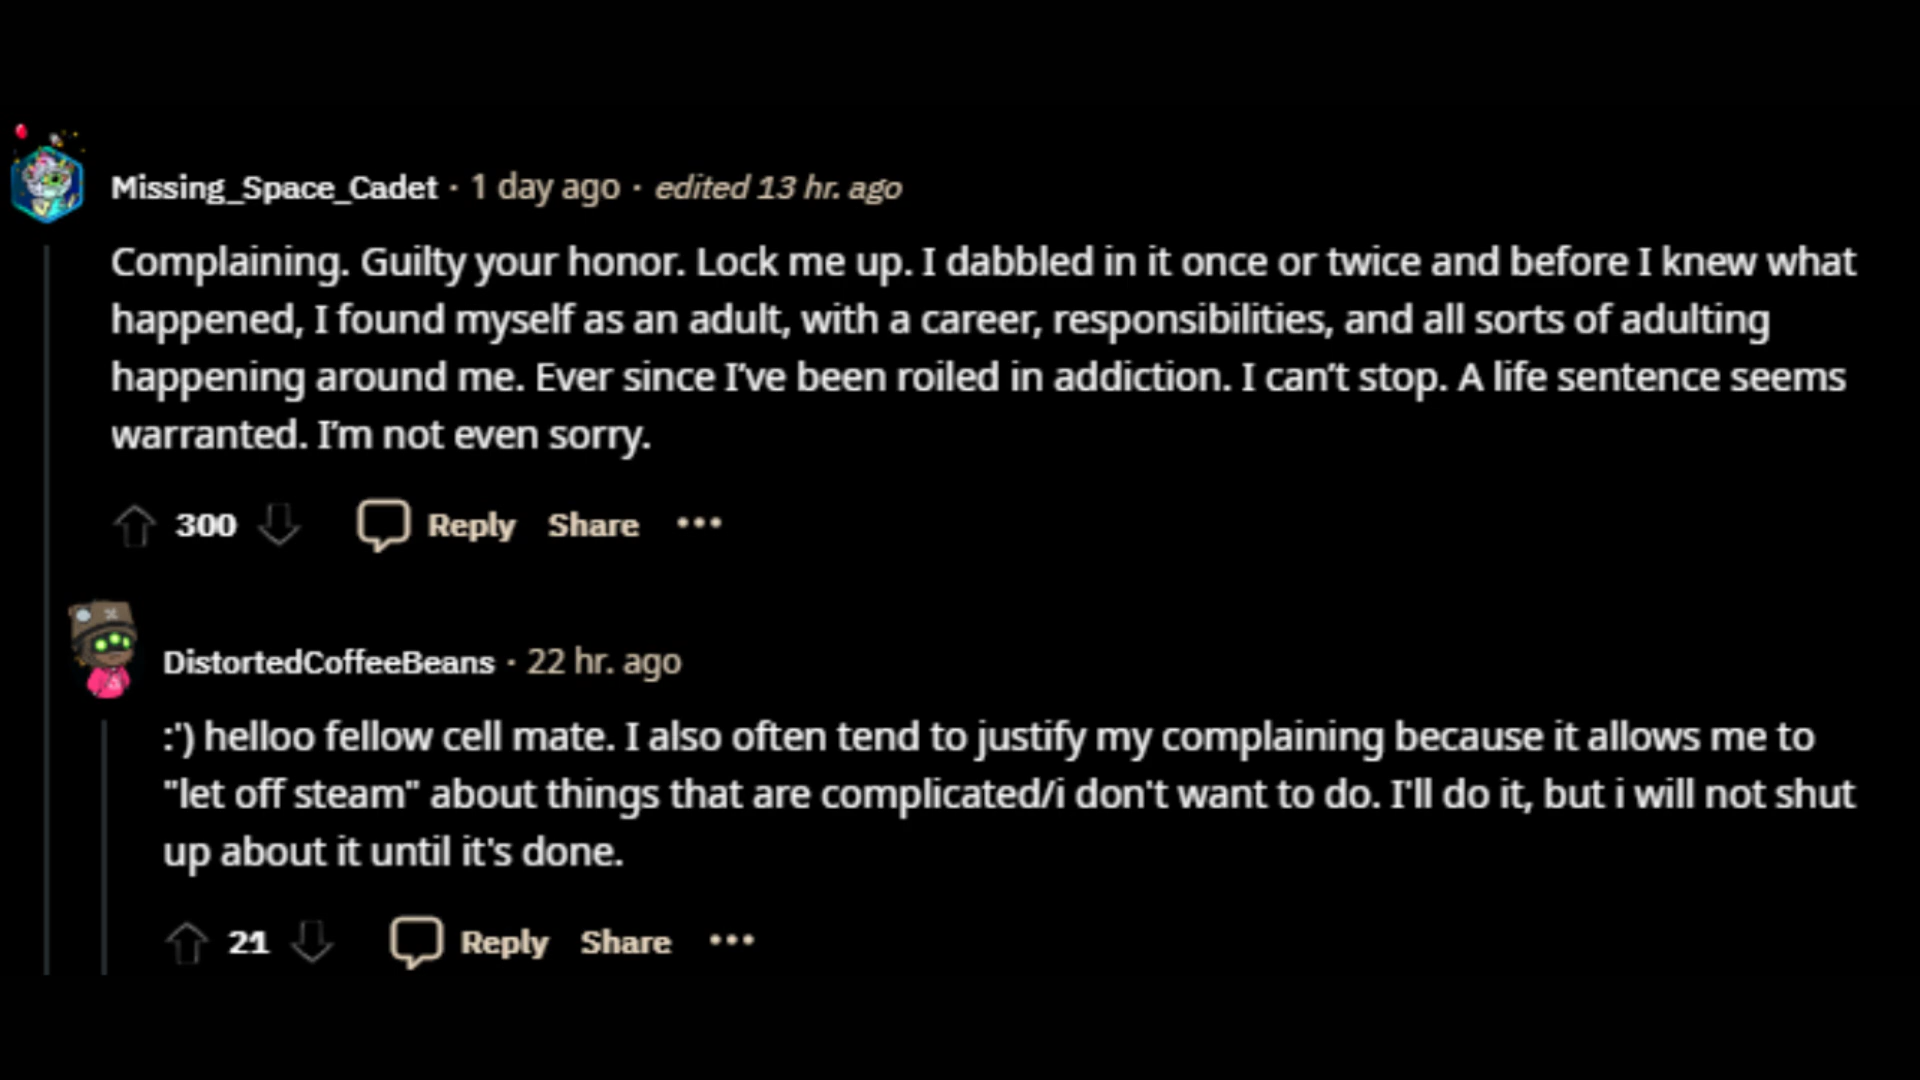 Missing_Space_Cadet · 1 day ago · edited 13 hr. ago
Complaining. Guilty your honor. Lock me up. I dabbled in it once or twice and before I knew what
happened, I found myself as an adult, with a career, responsibilities, and all sorts of adulting
happening around me. Ever since I’ve been roiled in addiction. I can’t stop. A life sentence seems
warranted. I’m not even sorry.
300 Reply Share •••
DistortedCoffeeBeans · 22 hr. ago
:') helloo fellow cell mate. I also often tend to justify my complaining because it allows me to
"let off steam" about things that are complicated/i don't want to do. I'll do it, but i will not shut
up about it until it's done.
21 Reply Share •••